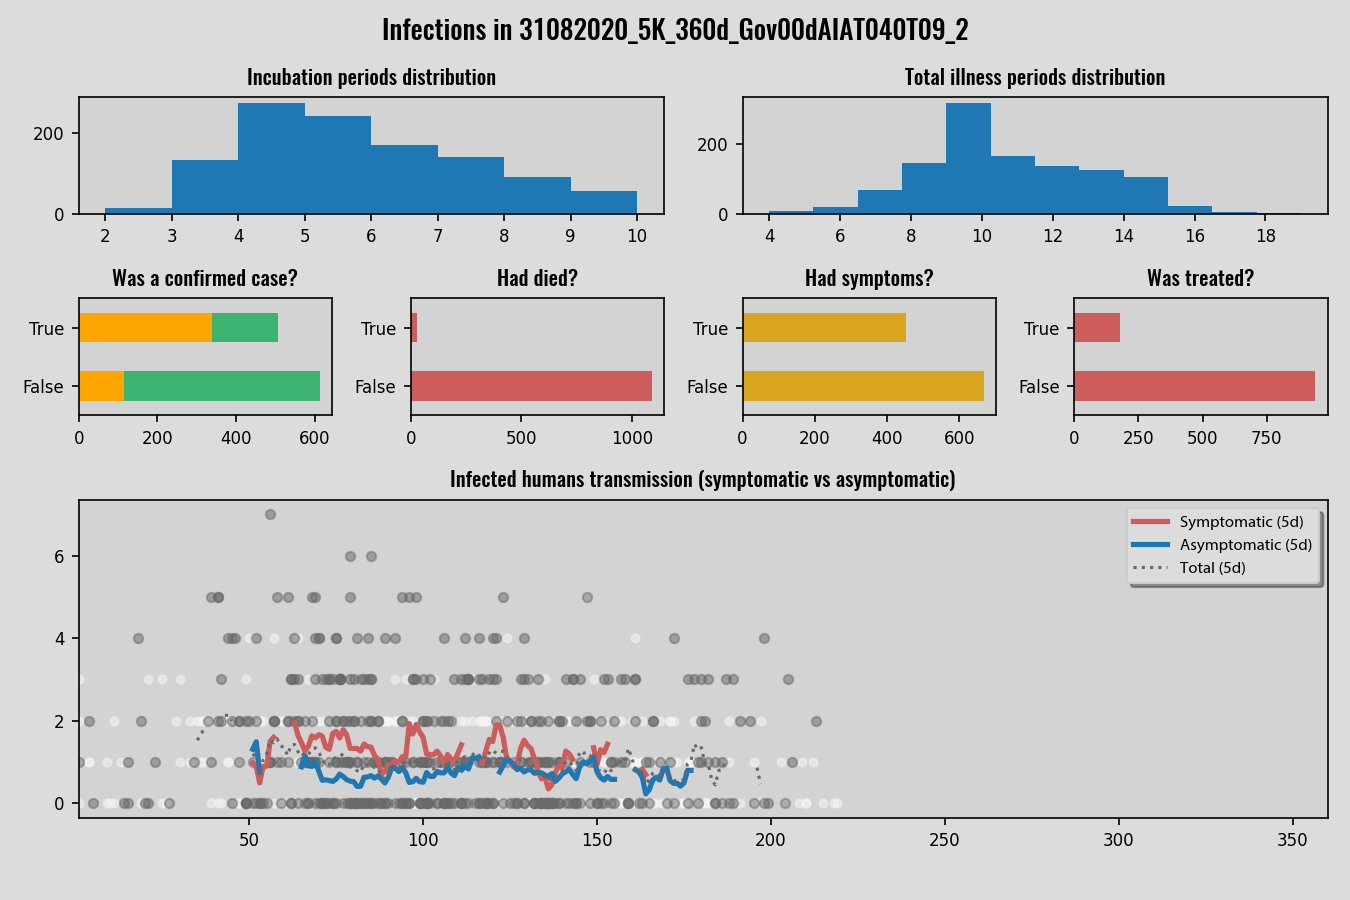 Infections in 31082020_5K_360d_Gov00dAIAT040T09_2
Incubation periods distribution
Total illness periods distribution
200
0
2 3 4 5 6 7 8 9 10
200
0
4 6 8 10 12 14 16 18
Was a confirmed case?
Had died?
Had symptoms?
Was treated?
True
False
0 200 400 600
True
False
0 500 1000
True
False
0 200 400 600
True
False
0 250 500 750
Infected humans transmission (symptomatic vs asymptomatic)
Symptomatic (5d)
Asymptomatic (5d)
Total (5d)
6
4
2
0
50 100 150 200 250 300 350